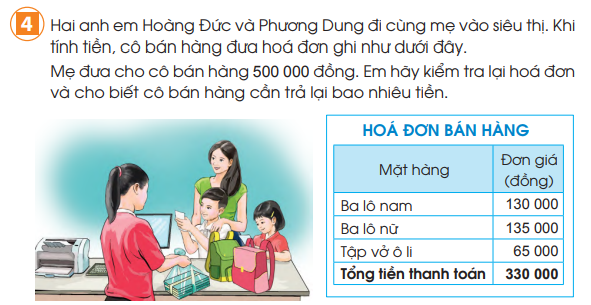 4 Hai anh em Hoàng Đức và Phương Dung đi cùng mẹ vào siêu thị. Khi
tính tiền, cô bán hàng đưa hoá đơn ghi như dưới đây.
Mẹ đưa cho cô bán hàng 500 000 đồng. Em hãy kiểm tra lại hoá đơn
và cho biết cô bán hàng cần trả lại bao nhiêu tiền.
HOÁ ĐƠN BÁN HÀNG
Mặt hàng Đơn giá
(đồng)
Ba lô nam 130 000
Ba lô nữ 135 000
Tập vở ô li 65 000
Tổng tiền thanh toán 330 000